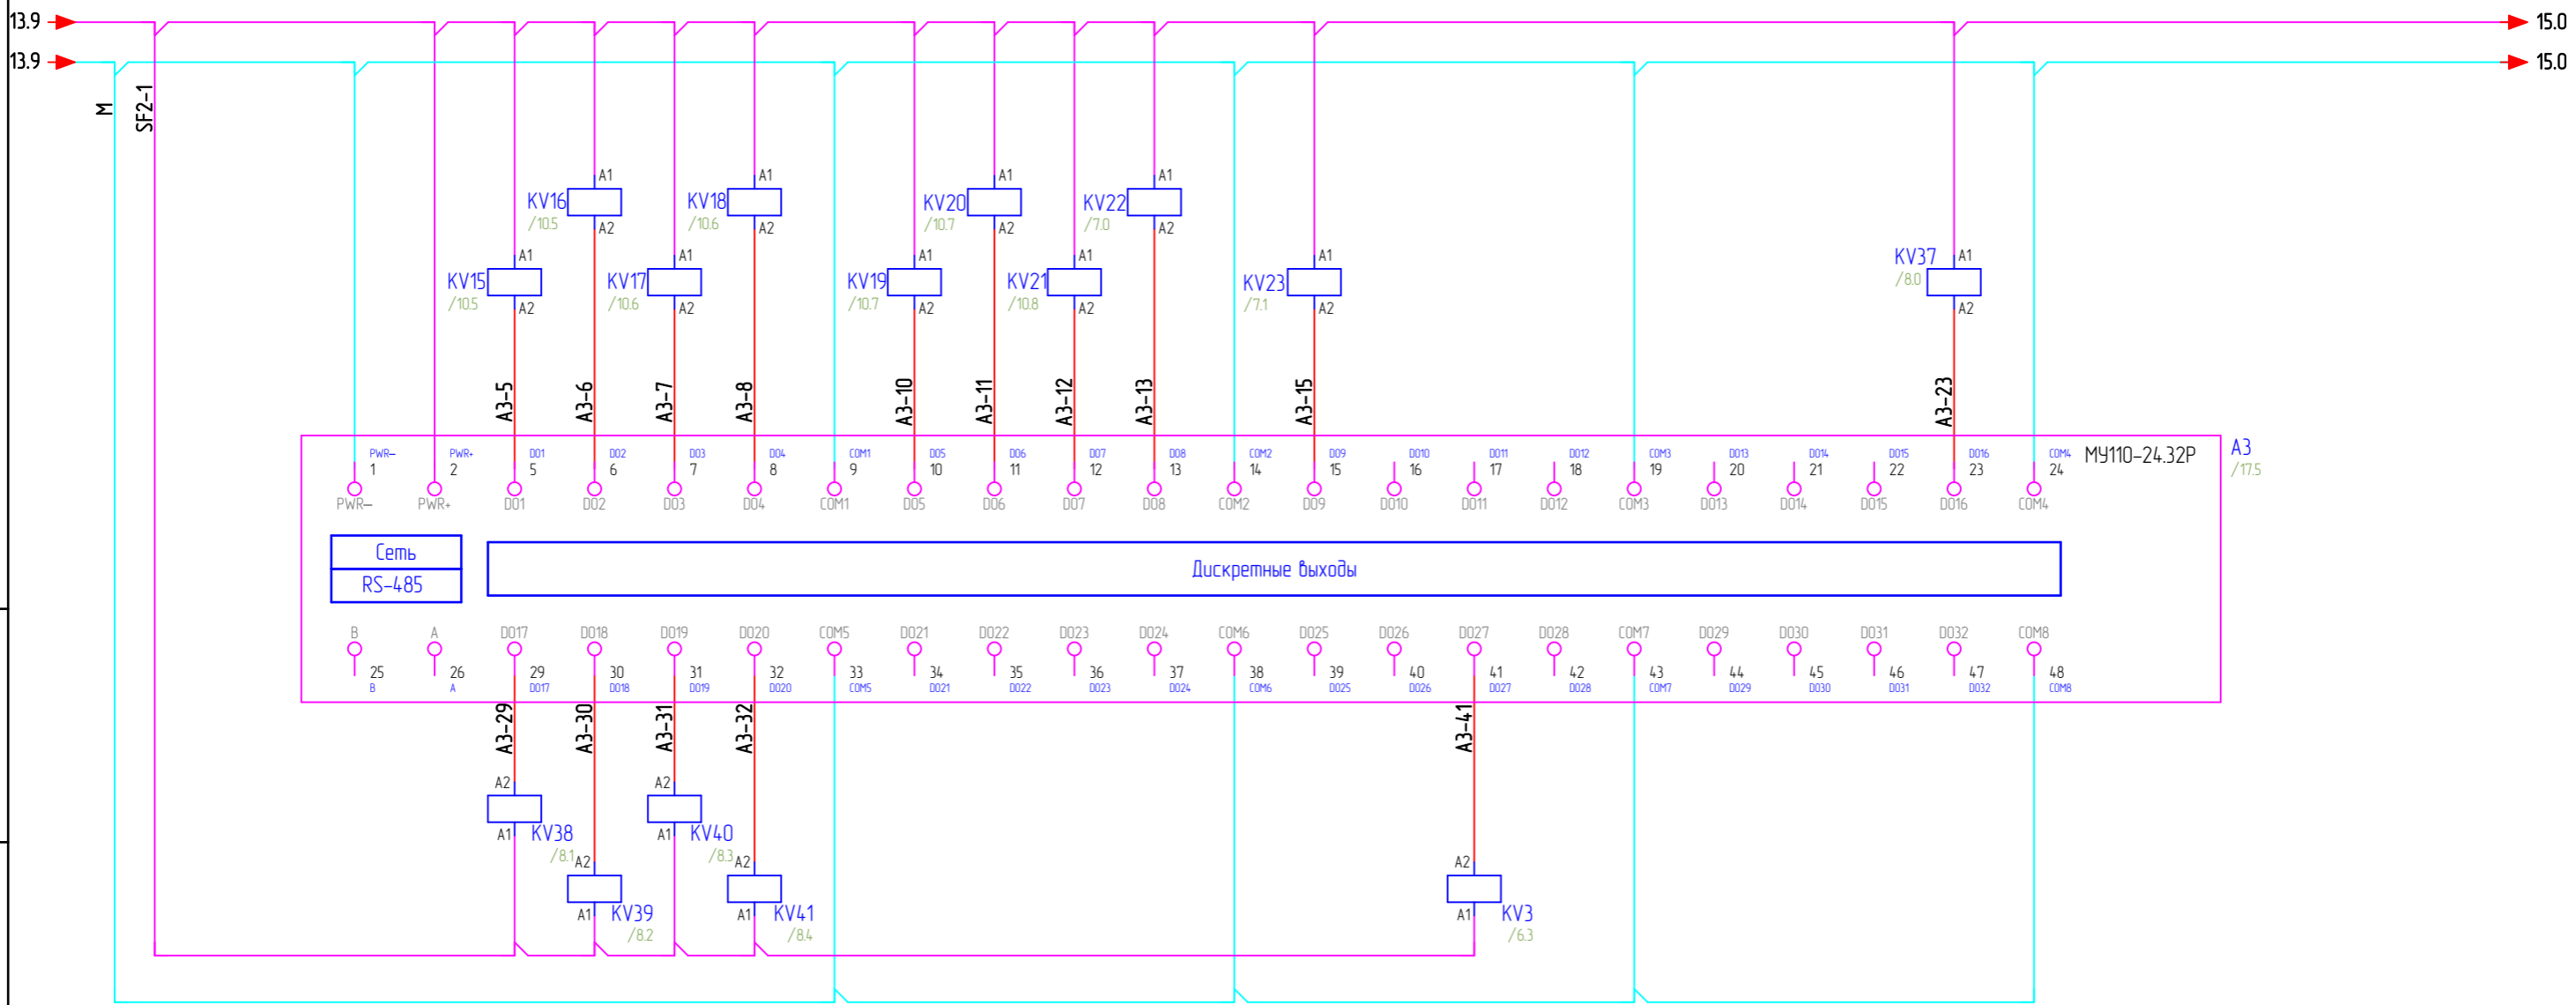 13.9 15.0
13.9 15.0
M SF2-1
A1 A1 A1 A1
KV16 KV18 KV20 KV22
/10.5 /10.6 /10.7 /7.0
A2 A2 A2 A2
A1 A1 A1 A1 A1 A1
KV15 KV17 KV19 KV21 KV23 KV37
/10.5 /10.6 /10.7 /10.8 /7.1 /8.0
A2 A2 A2 A2 A2 A2
A3-5 A3-6 A3-7 A3-8 A3-10 A3-11 A3-12 A3-13 A3-15 A3-23
PWR– PWR+ DO1 DO2 DO3 DO4 COM1 DO5 DO6 DO7 DO8 COM2 DO9 DO10 DO11 DO12 COM3 DO13 DO14 DO15 DO16 COM4 МУ110-24.32Р A3
1 2 5 6 7 8 9 10 11 12 13 14 15 16 17 18 19 20 21 22 23 24 /17.5
PWR– PWR+ DO1 DO2 DO3 DO4 COM1 DO5 DO6 DO7 DO8 COM2 DO9 DO10 DO11 DO12 COM3 DO13 DO14 DO15 DO16 COM4
Сеть
RS-485
Дискретные выходы
B A DO17 DO18 DO19 DO20 COM5 DO21 DO22 DO23 DO24 COM6 DO25 DO26 DO27 DO28 COM7 DO29 DO30 DO31 DO32 COM8
25 26 29 30 31 32 33 34 35 36 37 38 39 40 41 42 43 44 45 46 47 48
B A DO17 DO18 DO19 DO20 COM5 DO21 DO22 DO23 DO24 COM6 DO25 DO26 DO27 DO28 COM7 DO29 DO30 DO31 DO32 COM8
A3-29 A3-30 A3-31 A3-32 A3-41
A2 A2
A1 KV38 A1 KV40
/8.1 /8.3
A2 A2 A2
A1 KV39 A1 KV41 A1 KV3
/8.2 /8.4 /6.3